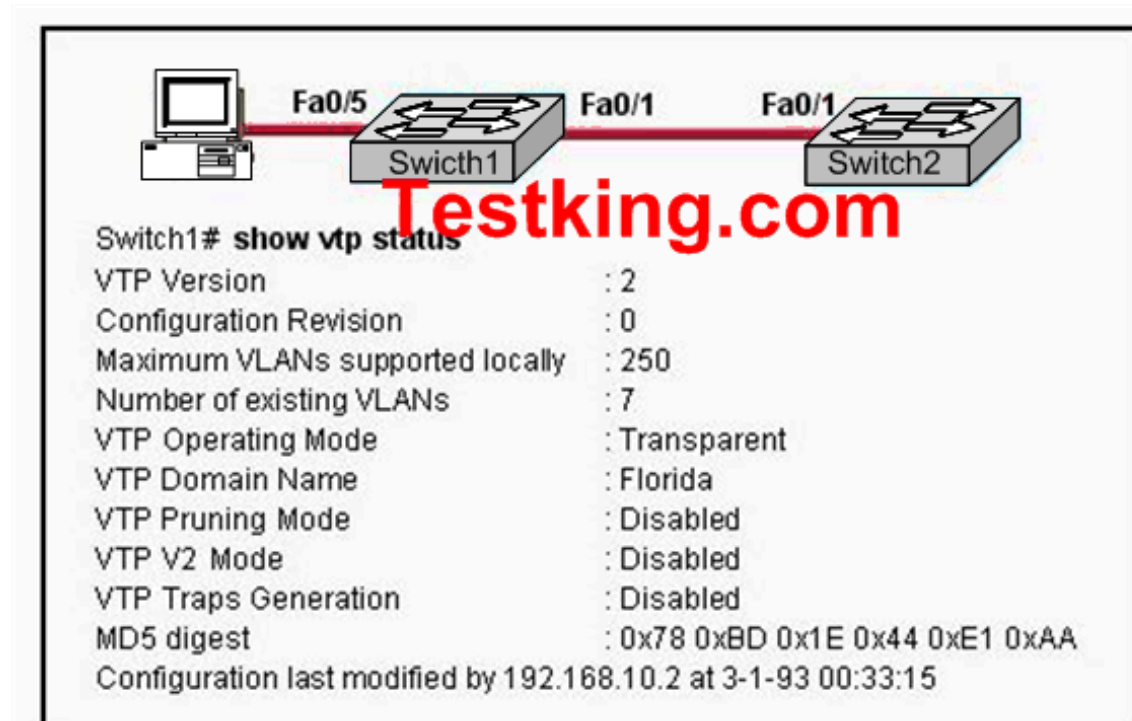 Fa0/5 Fa0/1 Fa0/1
Swicth1 Switch2
Testking.com
Switch1# show vtp status
VTP Version : 2
Configuration Revision : 0
Maximum VLANs supported locally : 250
Number of existing VLANs : 7
VTP Operating Mode : Transparent
VTP Domain Name : Florida
VTP Pruning Mode : Disabled
VTP V2 Mode : Disabled
VTP Traps Generation : Disabled
MD5 digest : 0x78 0xBD 0x1E 0x44 0xE1 0xAA
Configuration last modified by 192.168.10.2 at 3-1-93 00:33:15